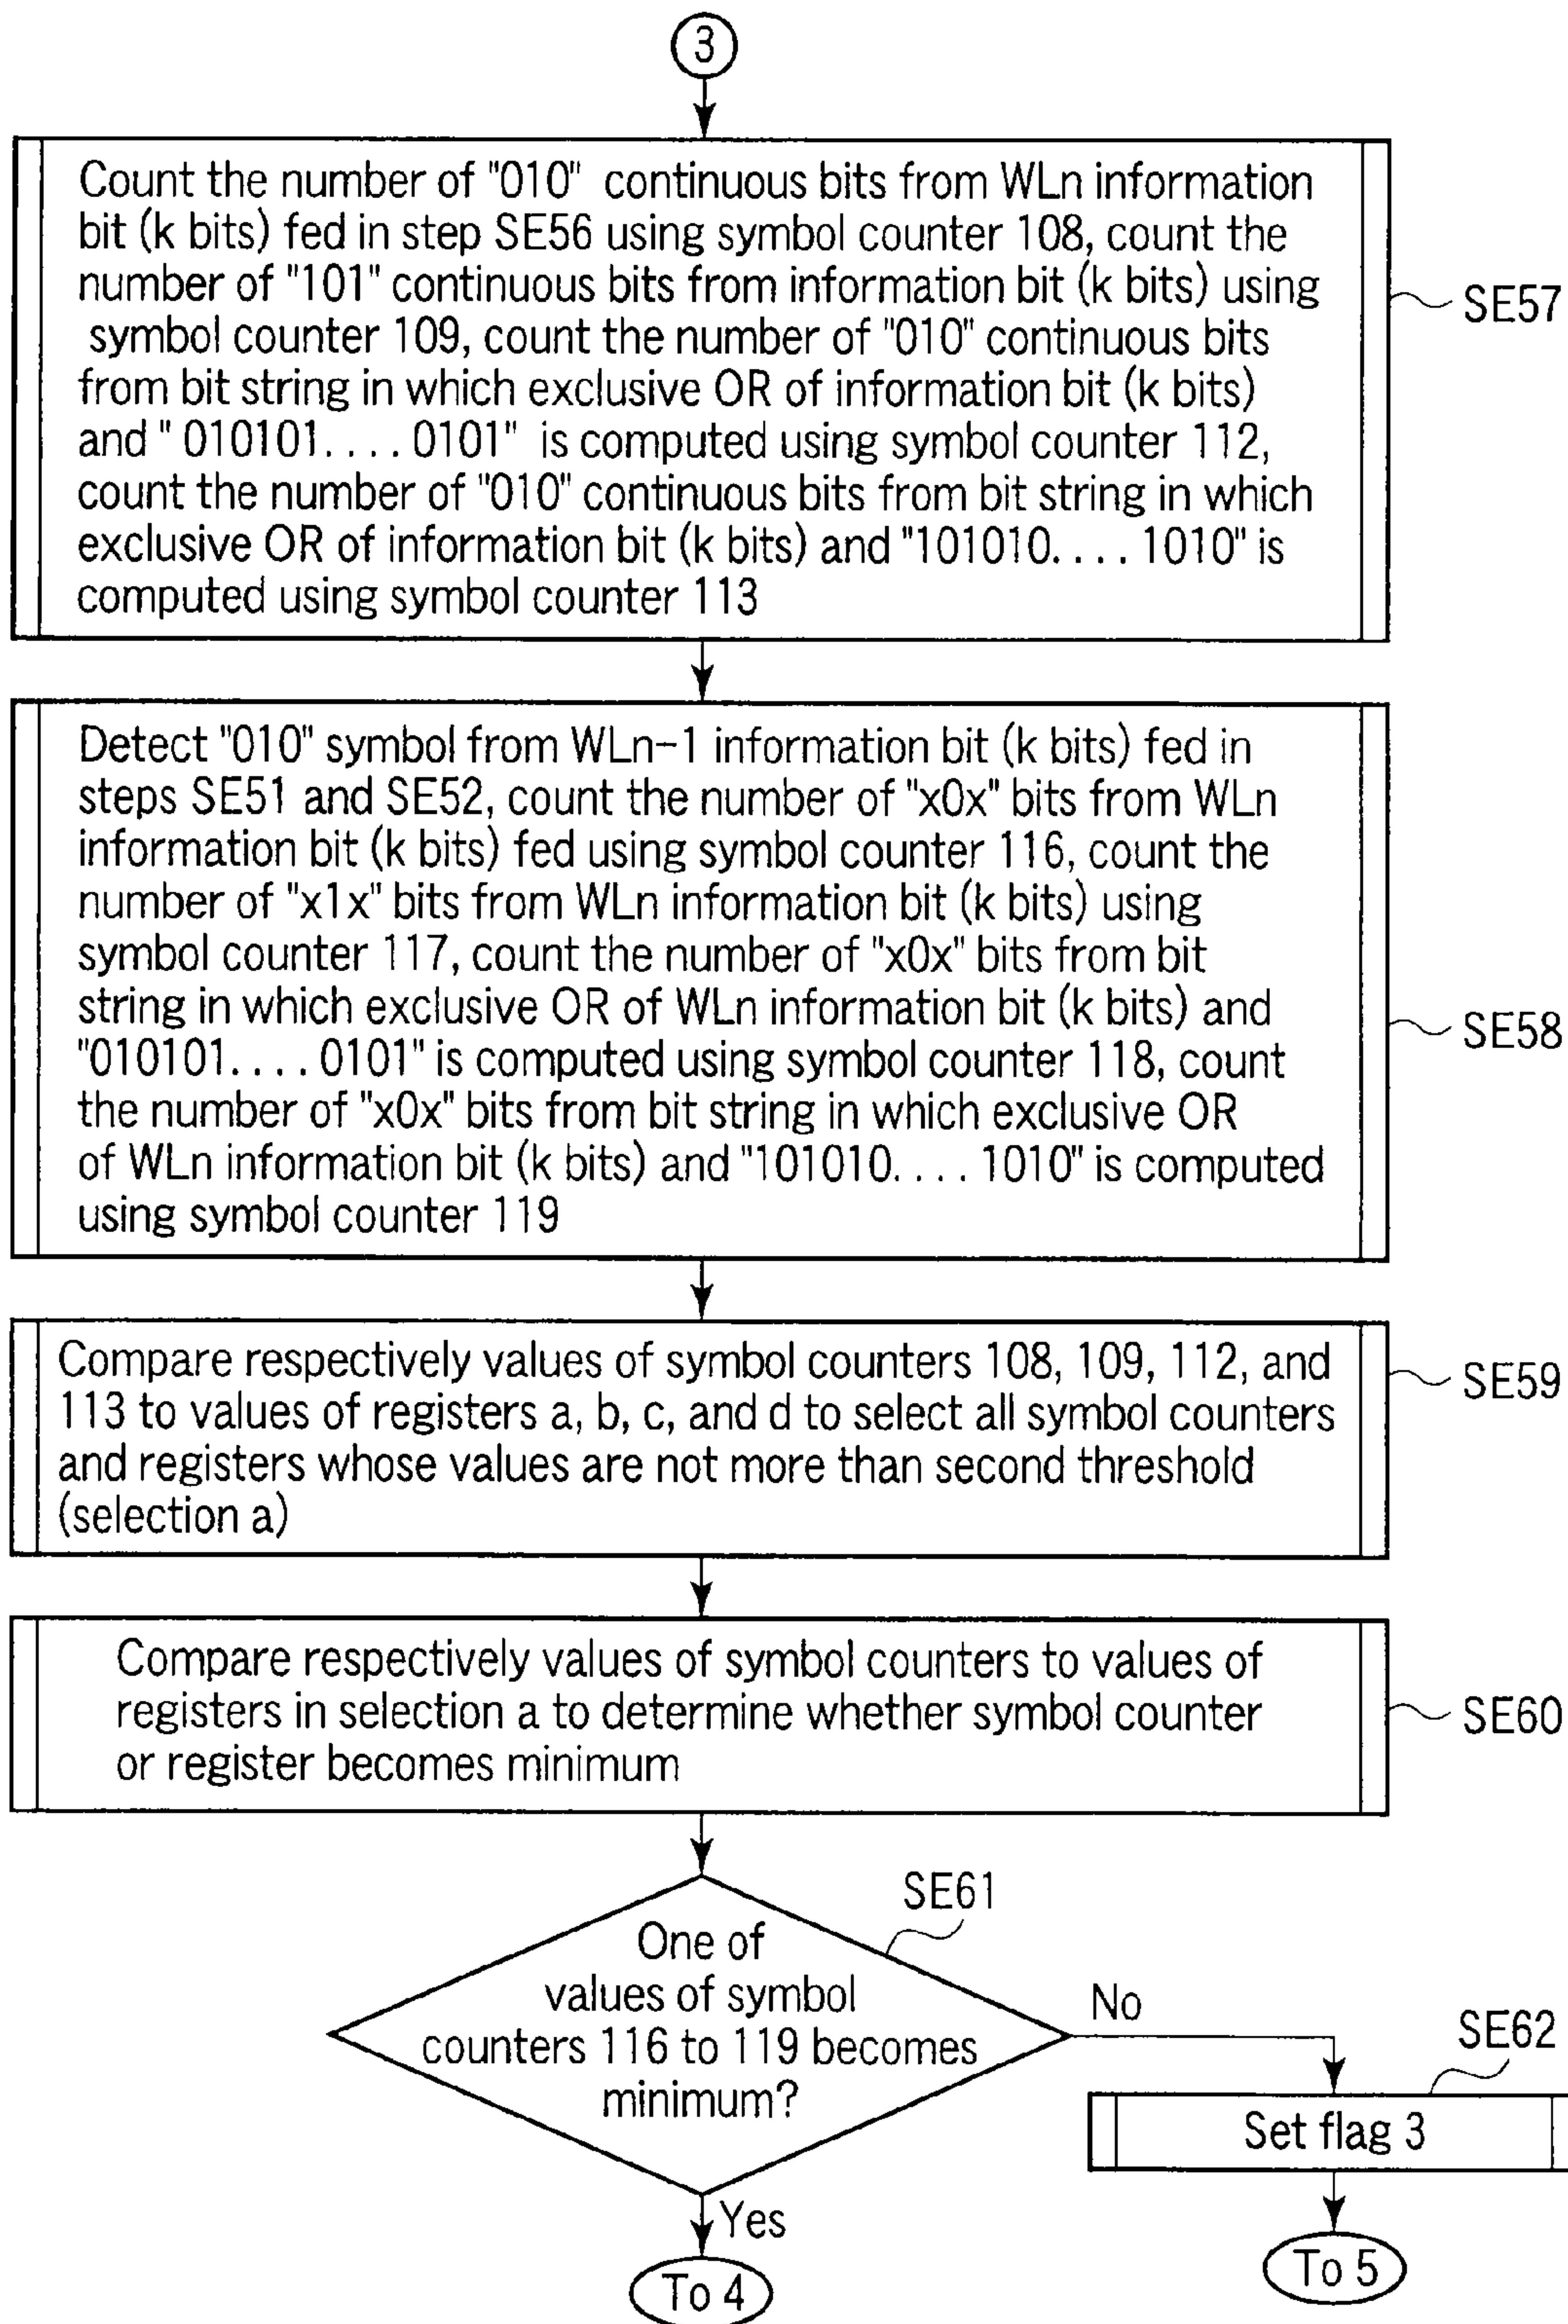 3
Count the number of "010" continuous bits from WLn information
bit (k bits) fed in step SE56 using symbol counter 108, count the
number of "101" continuous bits from information bit (k bits) using
symbol counter 109, count the number of "010" continuous bits
from bit string in which exclusive OR of information bit (k bits)
and " 010101. . . . 0101" is computed using symbol counter 112,
count the number of "010" continuous bits from bit string in which
exclusive OR of information bit (k bits) and "101010. . . . 1010" is
computed using symbol counter 113
SE57
Detect "010" symbol from WLn-1 information bit (k bits) fed in
steps SE51 and SE52, count the number of "x0x" bits from WLn
information bit (k bits) fed using symbol counter 116, count the
number of "x1x" bits from WLn information bit (k bits) using
symbol counter 117, count the number of "x0x" bits from bit
string in which exclusive OR of WLn information bit (k bits) and
"010101. . . . 0101" is computed using symbol counter 118, count
the number of "x0x" bits from bit string in which exclusive OR
of WLn information bit (k bits) and "101010. . . . 1010" is computed
using symbol counter 119
SE58
Compare respectively values of symbol counters 108, 109, 112, and
113 to values of registers a, b, c, and d to select all symbol counters
and registers whose values are not more than second threshold
(selection a)
SE59
Compare respectively values of symbol counters to values of
registers in selection a to determine whether symbol counter
or register becomes minimum
SE60
SE61
One of
values of symbol
counters 116 to 119 becomes
minimum?
No
SE62
Set flag 3
Yes
To 4
To 5